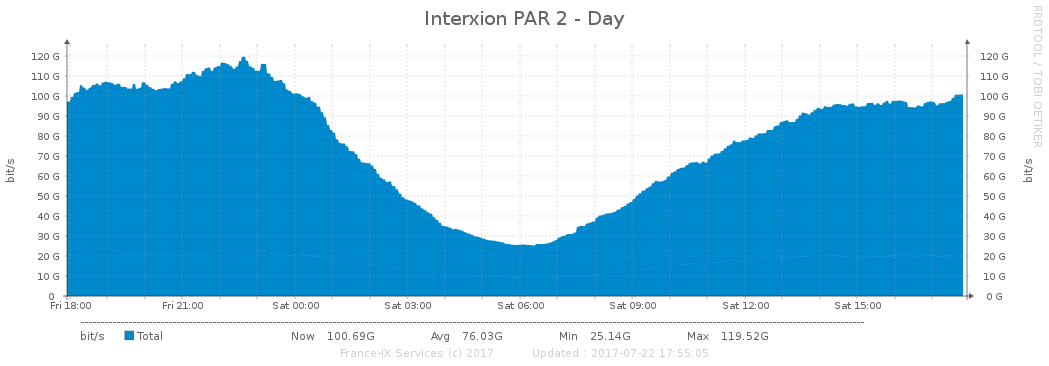 Interxion PAR 2 - Day
RRDTOOL / TOBI OETIKER
bit/s
bit/s
120 G 120 G
110 G 110 G
100 G 100 G
90 G 90 G
80 G 80 G
70 G 70 G
60 G 60 G
50 G 50 G
40 G 40 G
30 G 30 G
20 G 20 G
10 G 10 G
0 0 G
Fri 18:00 Fri 21:00 Sat 00:00 Sat 03:00 Sat 06:00 Sat 09:00 Sat 12:00 Sat 15:00
bit/s Total Now 100.69G Avg 76.03G Min 25.14G Max 119.52G
France-IX Services (c) 2017 Updated : 2017-07-22 17:55:05